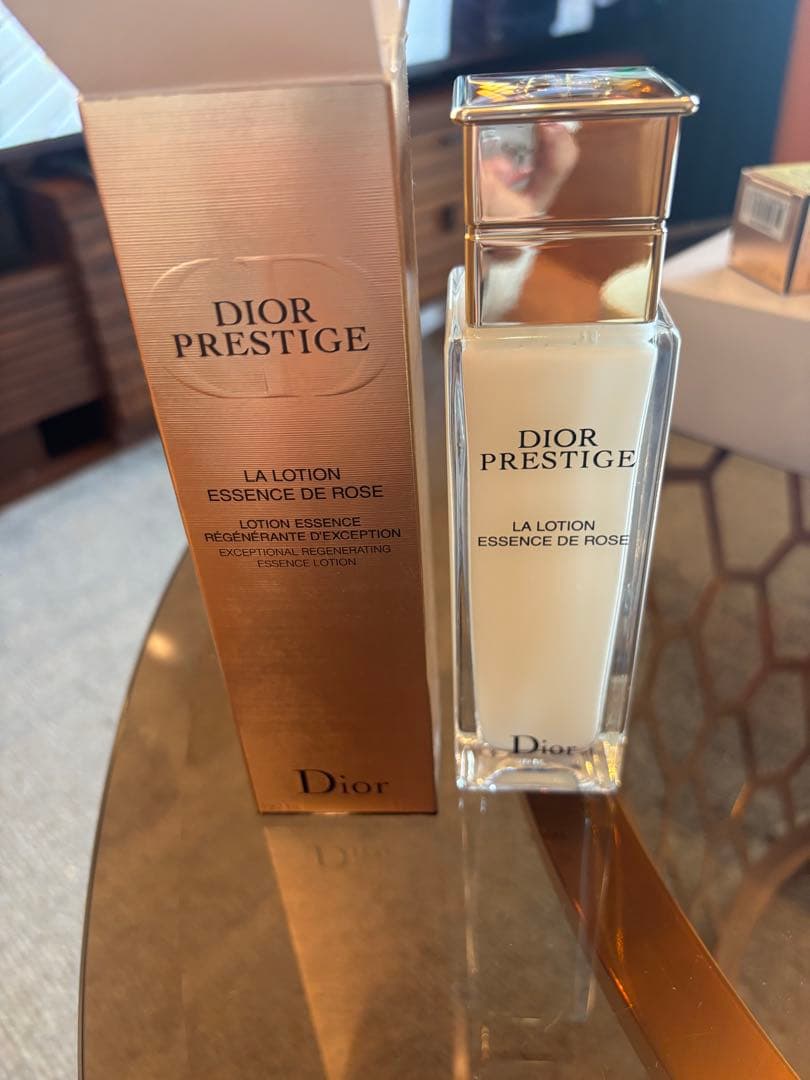 DIOR
PRESTIGE
LA LOTION
ESSENCE DE ROSE
LOTION ESSENCE
RÉGÉNÉRANTE D'EXCEPTION
EXCEPTIONAL REGENERATING
ESSENCE LOTION
Dior
DIOR
PRESTIGE
LA LOTION
ESSENCE DE ROSE
Dior